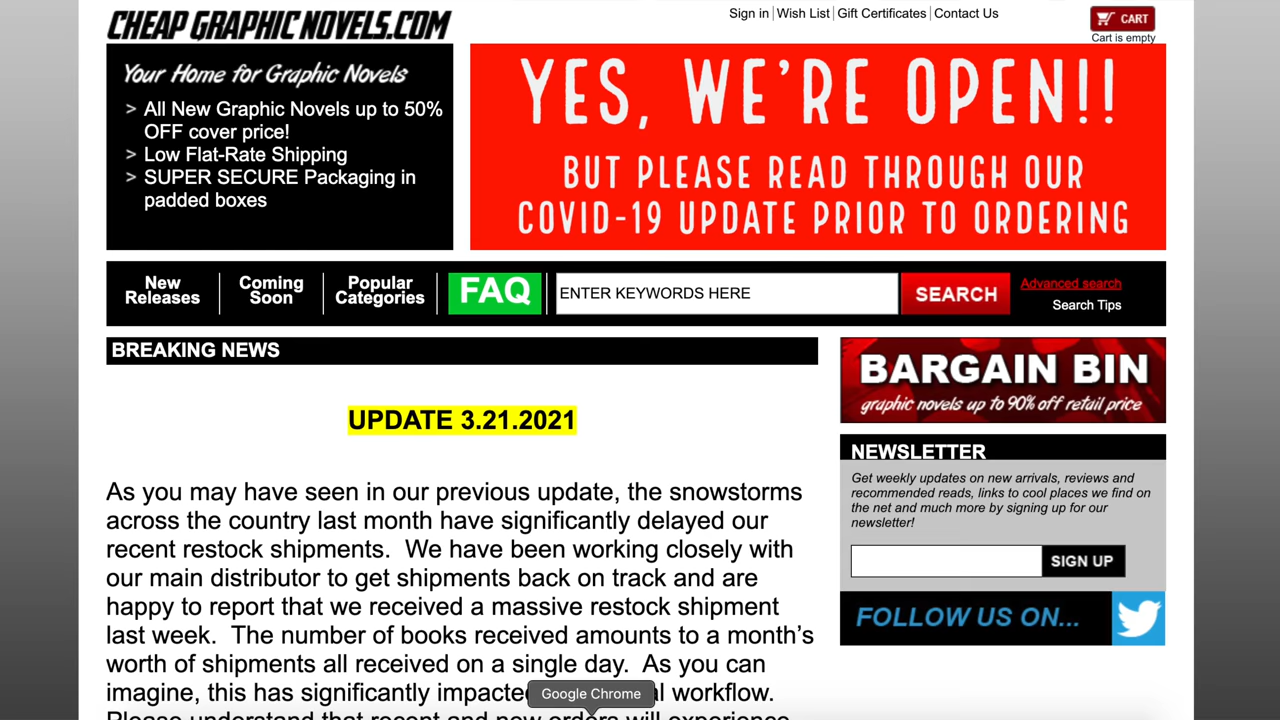 CHEAP GRAPHIC NOVELS.COM
Sign in Wish List Gift Certificates Contact Us
CART
Cart is empty
Your Home for Graphic Novels
> All New Graphic Novels up to 50%
OFF cover price!
> Low Flat-Rate Shipping
> SUPER SECURE Packaging in
padded boxes
YES, WE'RE OPEN!!
BUT PLEASE READ THROUGH OUR
COVID-19 UPDATE PRIOR TO ORDERING
New
Releases
Coming
Soon
Popular
Categories
FAQ
ENTER KEYWORDS HERE
SEARCH
Advanced search
Search Tips
BREAKING NEWS
UPDATE 3.21.2021
As you may have seen in our previous update, the snowstorms
across the country last month have significantly delayed our
recent restock shipments.  We have been working closely with
our main distributor to get shipments back on track and are
happy to report that we received a massive restock shipment
last week.  The number of books received amounts to a month's
worth of shipments all received on a single day.  As you can
imagine, this has significantly impacted workflow.
Please understand that recent and new orders will experience
Google Chrome
BARGAIN BIN
graphic novels up to 90% off retail price
NEWSLETTER
Get weekly updates on new arrivals, reviews and
recommended reads, links to cool places we find on
the net and much more by signing up for our
newsletter!
SIGN UP
FOLLOW US ON...